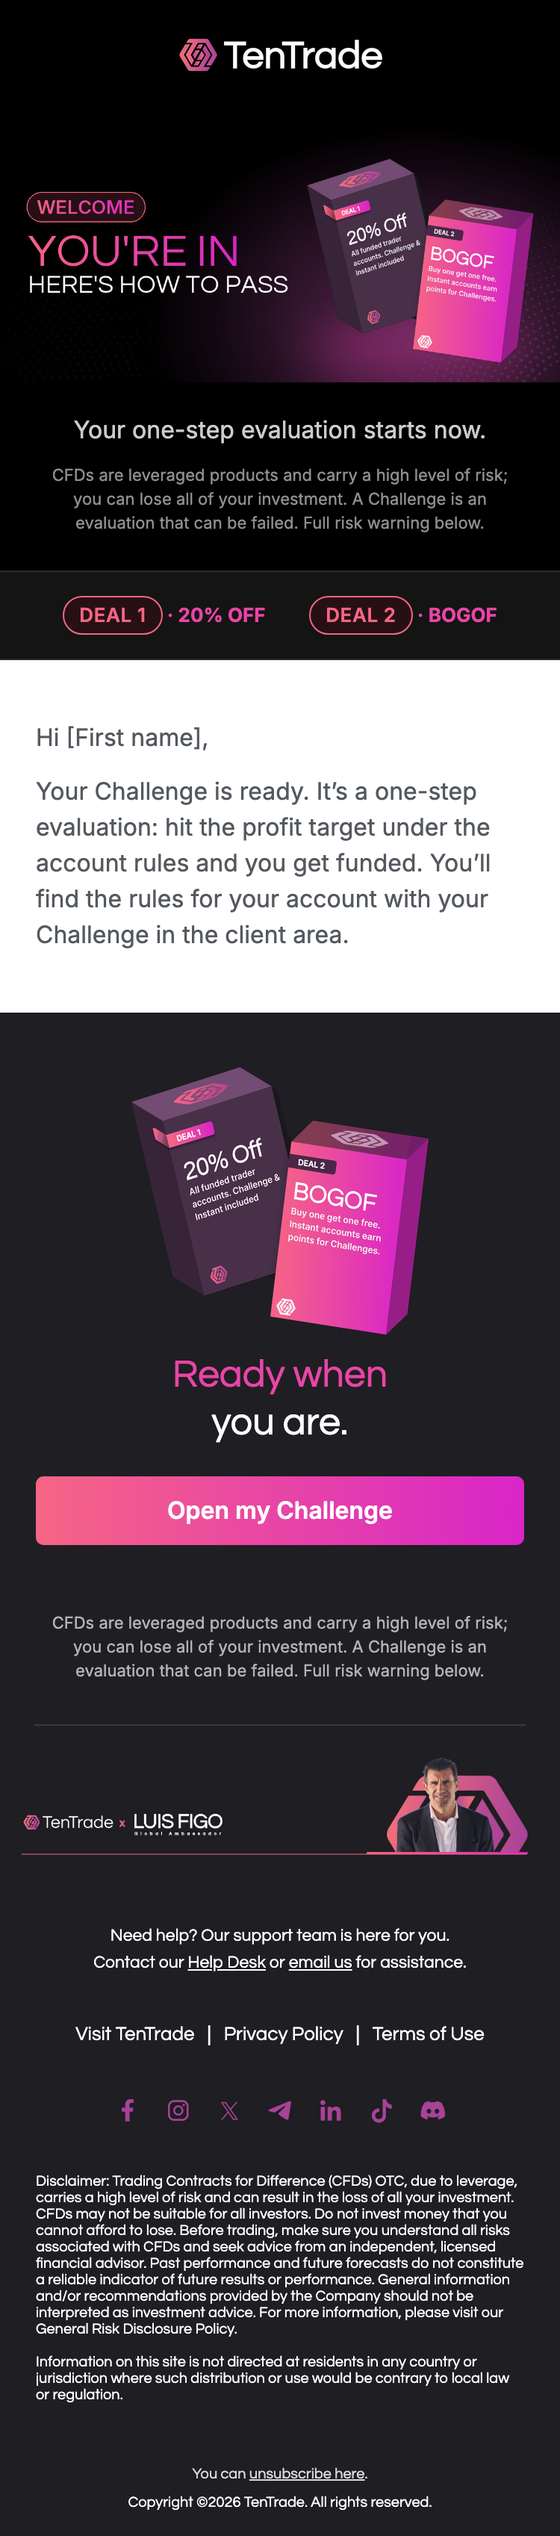 TenTrade
WELCOME
YOU'RE IN
HERE'S HOW TO PASS
DEAL 1
20% Off
All funded trader
accounts. Challenge &
Instant included
DEAL 2
BOGOF
Buy one get one free.
Instant accounts earn
points for Challenges.
Your one-step evaluation starts now.
CFDs are leveraged products and carry a high level of risk;
you can lose all of your investment. A Challenge is an
evaluation that can be failed. Full risk warning below.
DEAL 1 · 20% OFF DEAL 2 · BOGOF
Hi [First name],
Your Challenge is ready. It’s a one-step
evaluation: hit the profit target under the
account rules and you get funded. You’ll
find the rules for your account with your
Challenge in the client area.
DEAL 1
20% Off
All funded trader
accounts. Challenge &
Instant included
DEAL 2
BOGOF
Buy one get one free.
Instant accounts earn
points for Challenges.
Ready when
you are.
Open my Challenge
CFDs are leveraged products and carry a high level of risk;
you can lose all of your investment. A Challenge is an
evaluation that can be failed. Full risk warning below.
TenTrade x LUIS FIGO
Global Ambassador
Need help? Our support team is here for you.
Contact our Help Desk or email us for assistance.
Visit TenTrade | Privacy Policy | Terms of Use
Disclaimer: Trading Contracts for Difference (CFDs) OTC, due to leverage,
carries a high level of risk and can result in the loss of all your investment.
CFDs may not be suitable for all investors. Do not invest money that you
cannot afford to lose. Before trading, make sure you understand all risks
associated with CFDs and seek advice from an independent, licensed
financial advisor. Past performance and future forecasts do not constitute
a reliable indicator of future results or performance. General information
and/or recommendations provided by the Company should not be
interpreted as investment advice. For more information, please visit our
General Risk Disclosure Policy.
Information on this site is not directed at residents in any country or
jurisdiction where such distribution or use would be contrary to local law
or regulation.
You can unsubscribe here.
Copyright ©2026 TenTrade. All rights reserved.